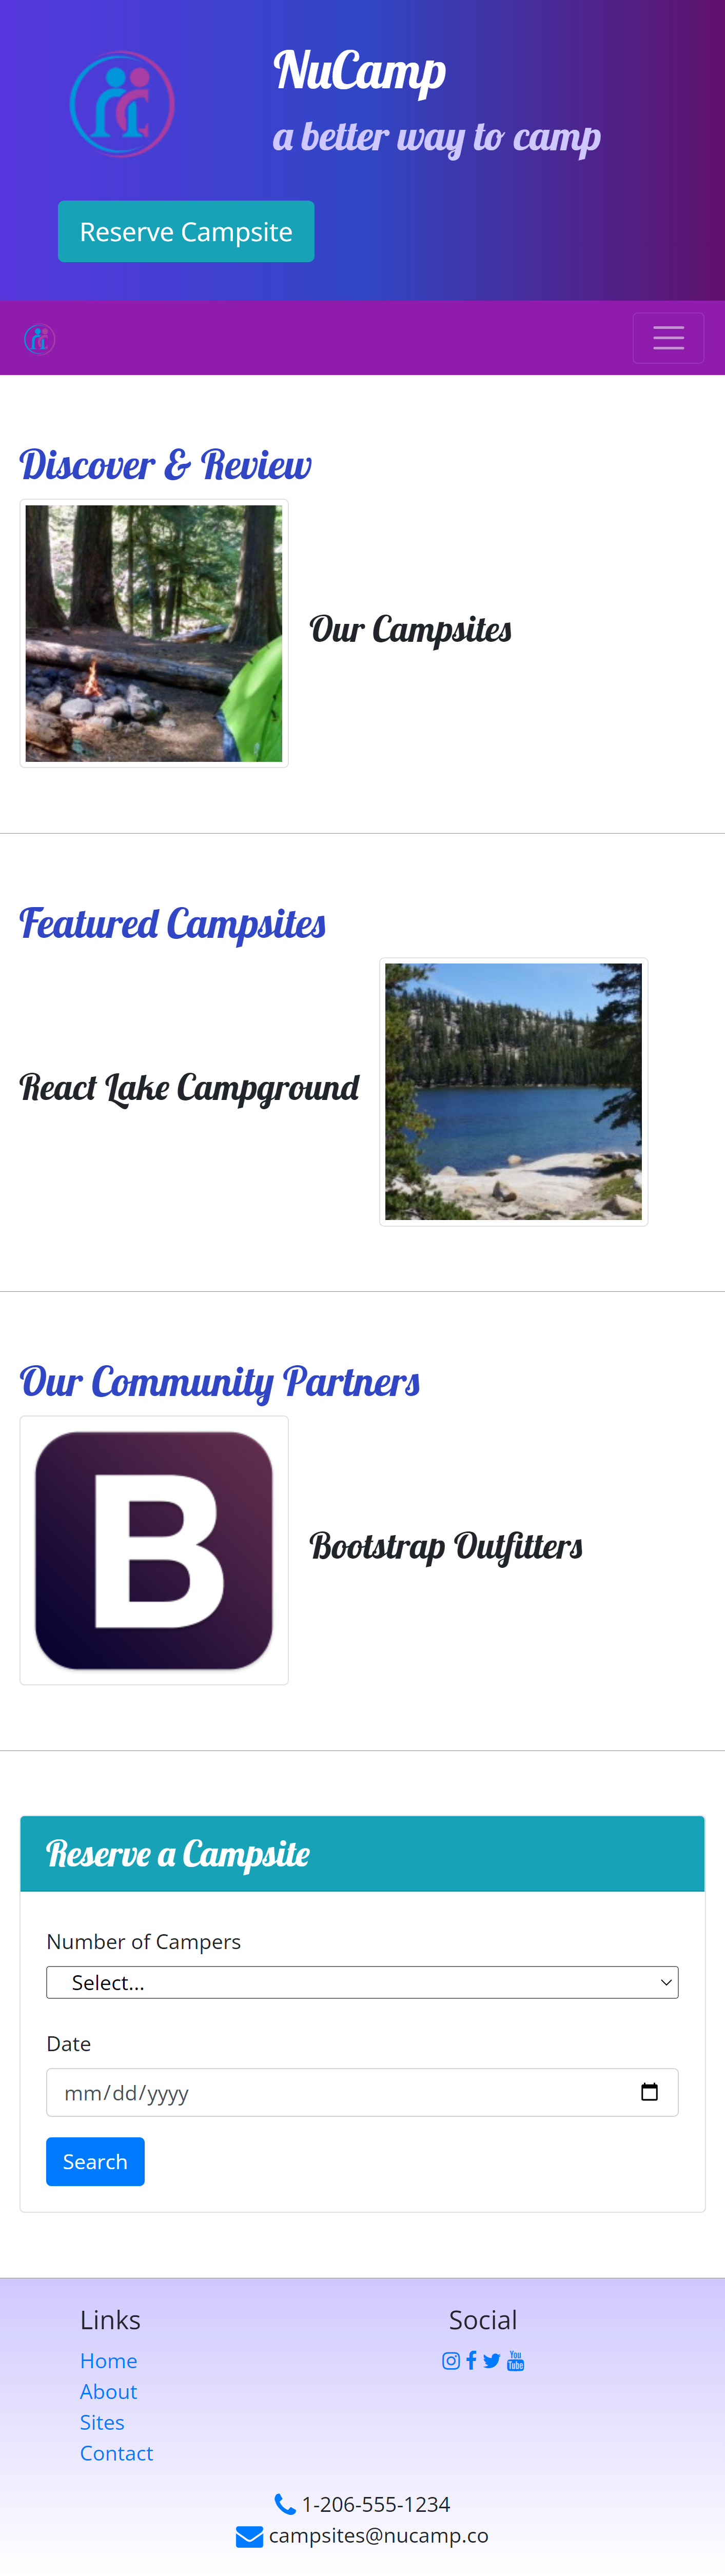 NuCamp
a better way to camp
Reserve Campsite
Discover & Review
Our Campsites
Featured Campsites
React Lake Campground
Our Community Partners
B
Bootstrap Outfitters
Reserve a Campsite
Number of Campers
Select...
Date
mm/dd/yyyy
Search
Links
Social
Home
You
Tube
About
Sites
Contact
1-206-555-1234
campsites@nucamp.co